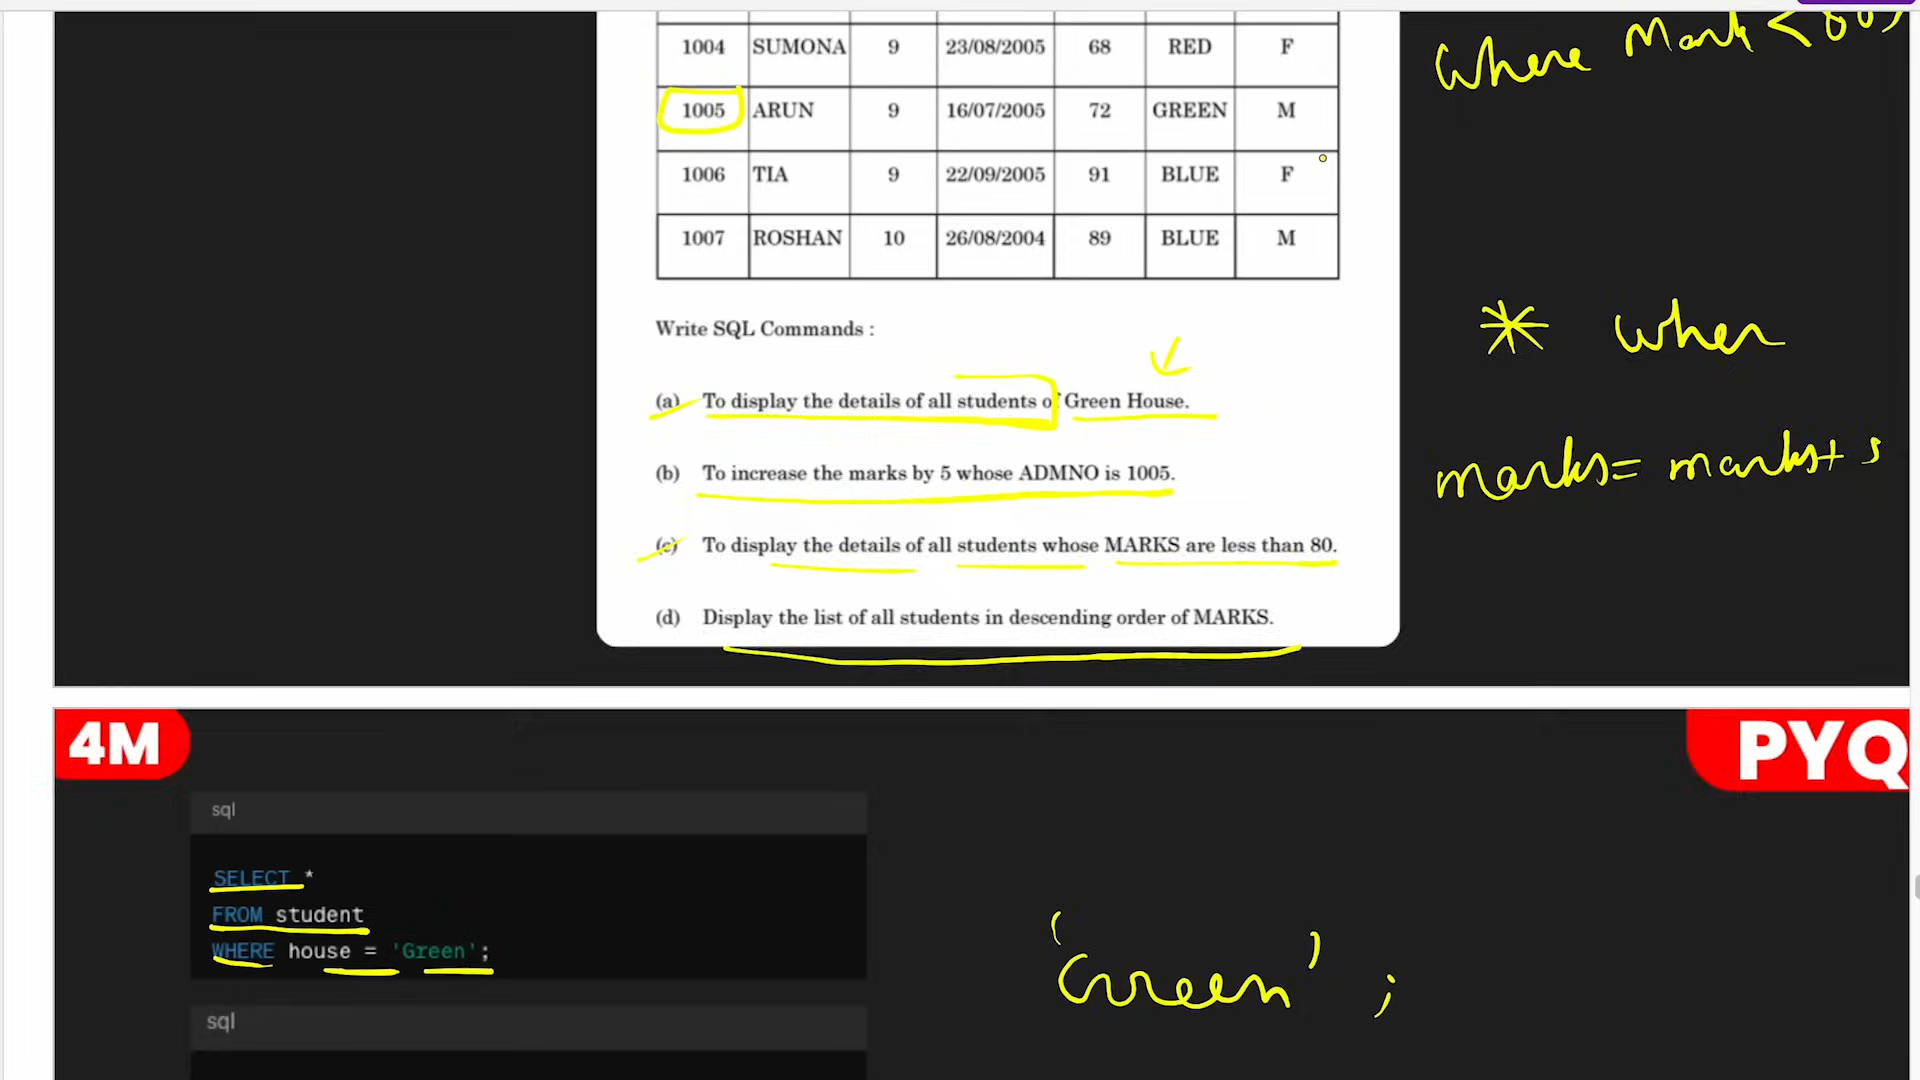 Where Mark < 80;
1004 SUMONA 9 23/08/2005 68 RED F
1005 ARUN 9 16/07/2005 72 GREEN M
1006 TIA 9 22/09/2005 91 BLUE F
1007 ROSHAN 10 26/08/2004 89 BLUE M
Write SQL Commands :
* when
(a) To display the details of all students of Green House.
(b) To increase the marks by 5 whose ADMNO is 1005.
marks= marks+ 5
(c) To display the details of all students whose MARKS are less than 80.
(d) Display the list of all students in descending order of MARKS.
4M
PYQ
sql
SELECT *
FROM student
WHERE house = 'Green';
'Green' ;
sql